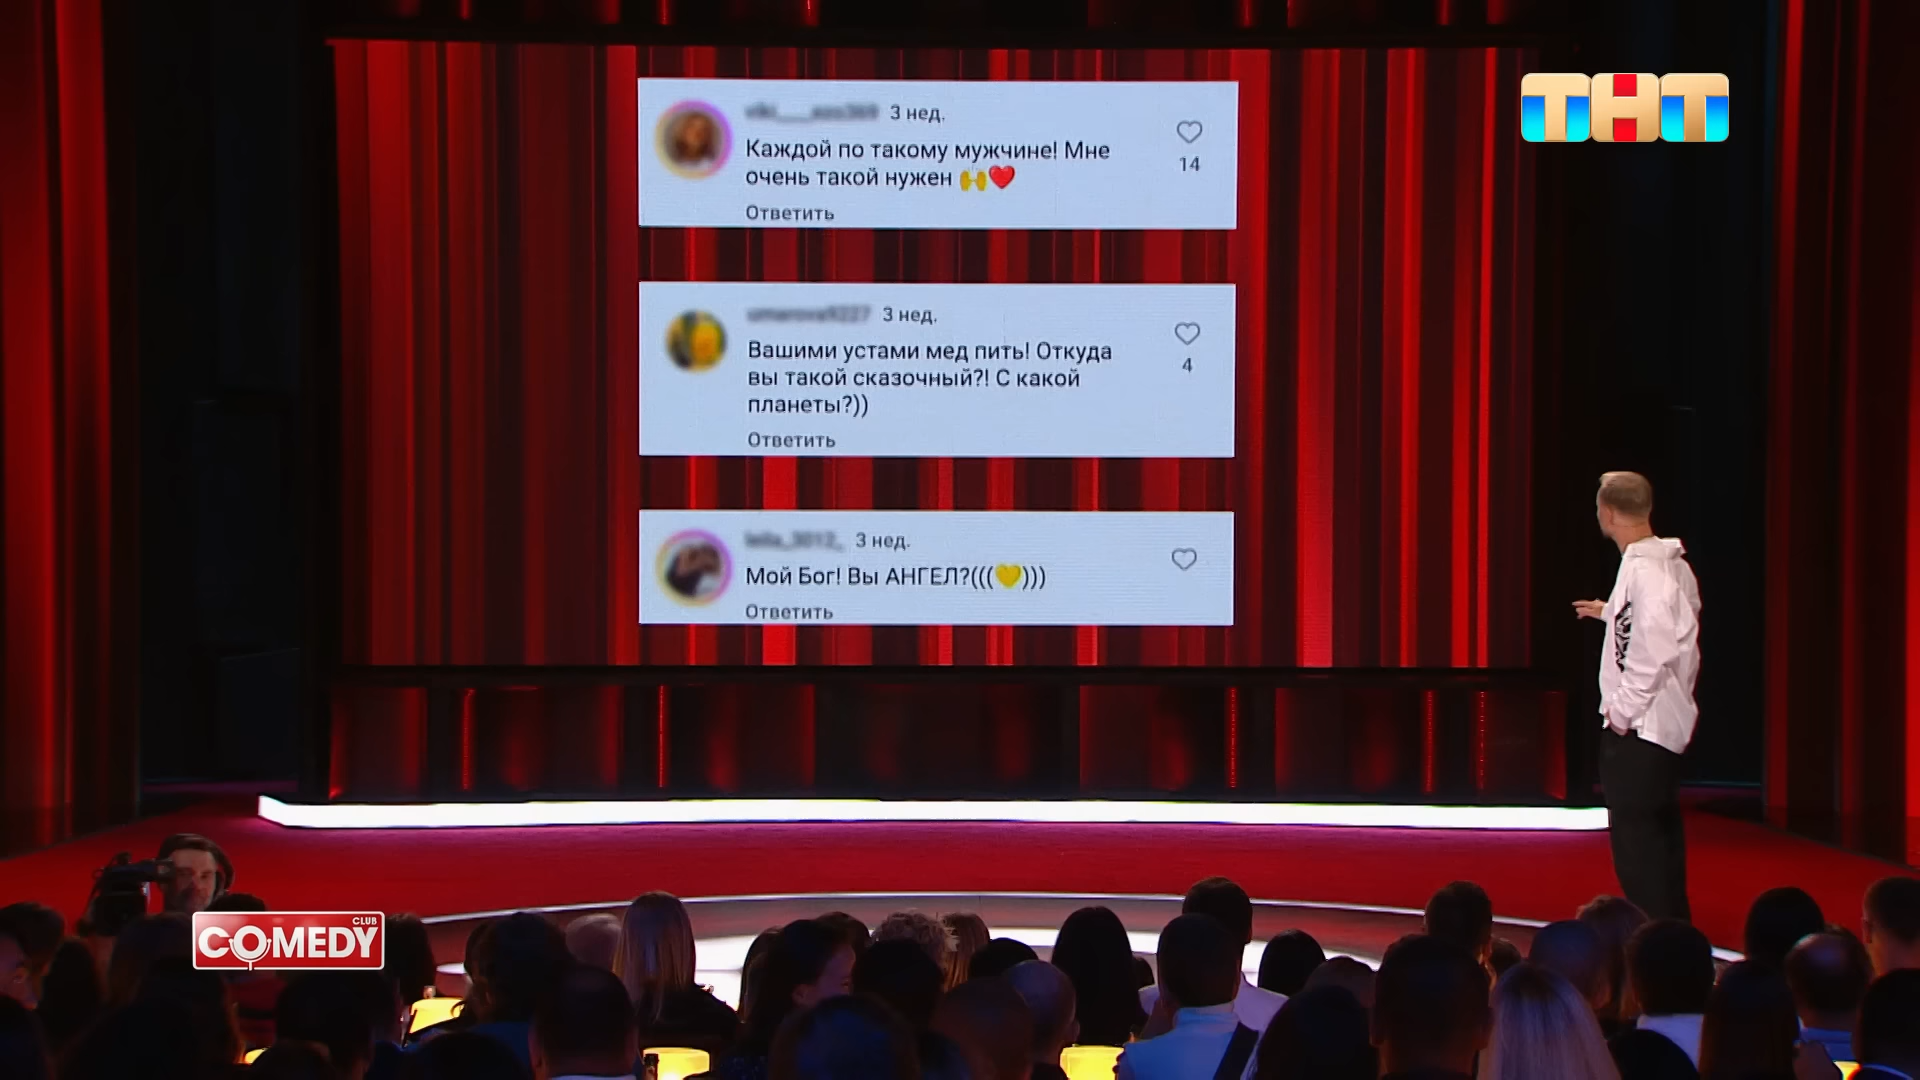 ТНТ
3 нед.
Каждой по такому мужчине! Мне
очень такой нужен 🙌❤️
14
Ответить
3 нед.
Вашими устами мед пить! Откуда
вы такой сказочный?! С какой
планеты?))
4
Ответить
3 нед.
Мой Бог! Вы АНГЕЛ?(((💛)))
Ответить
COMEDY
CLUB